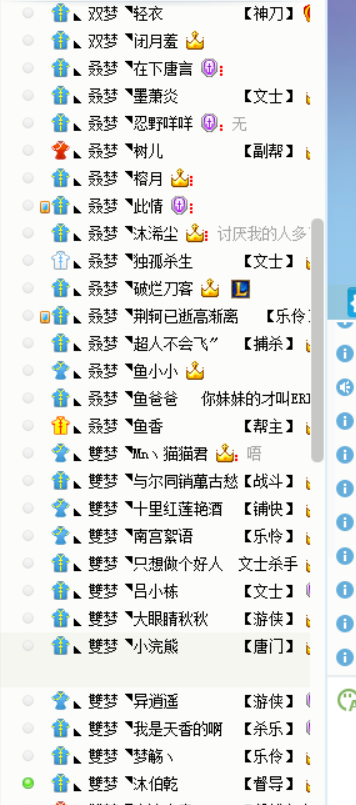 双梦 ◥轻衣 【神刀】
双梦 ◥闭月羞
叒梦 ◥在下唐言
叒梦 ◥墨萧炎 【文士】
叒梦 ◥忍野咩咩 无
叒梦 ◥树儿 【副帮】
叒梦 ◥榕月
叒梦 ◥此情
叒梦 ◥沐浠尘 讨厌我的人多
叒梦 ◥独孤杀生 【文士】
叒梦 ◥破烂刀客
叒梦 ◥荆轲已逝高渐离 【乐伶】
叒梦 ◥超人不会飞” 【捕杀】
叒梦 ◥鱼小小
叒梦 ◥鱼爸爸 你妹妹的才叫ERI
叒梦 ◥鱼香 【帮主】
雙梦 ◥Mn丶猫猫君 唔
雙梦 ◥与尔同销萬古愁【战斗】
雙梦 ◥十里红莲艳酒 【铺快】
雙梦 ◥南宫絮语 【乐伶】
雙梦 ◥只想做个好人 文士杀手
雙梦 ◥吕小栋 【文士】
雙梦 ◥大眼睛秋秋 【游侠】
雙梦 ◥小浣熊 【唐门】
雙梦 ◥异逍遥 【游侠】
雙梦 ◥我是天香的啊 【杀乐】
雙梦 ◥梦觞丶 【乐伶】
雙梦 ◥沐伯乾 【督导】